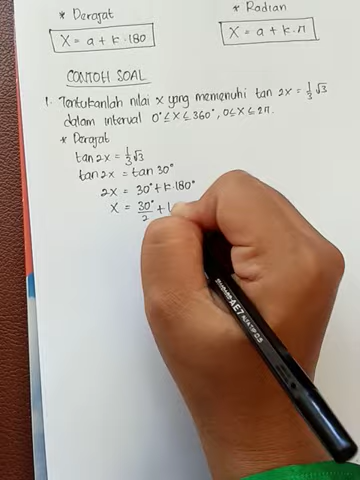 * Derajat
* Radian
x = a + k.180
x = a + k.π
CONTOH SOAL
1. Tentukanlah nilai x yang memenuhi tan 2x = 1/3 √3
dalam interval 0° ≤ x ≤ 360°, 0 ≤ x ≤ 2π.
* Derajat
tan 2x = 1/3 √3
tan 2x = tan 30°
2x = 30° + k.180°
x = 30°/2 +
AE7